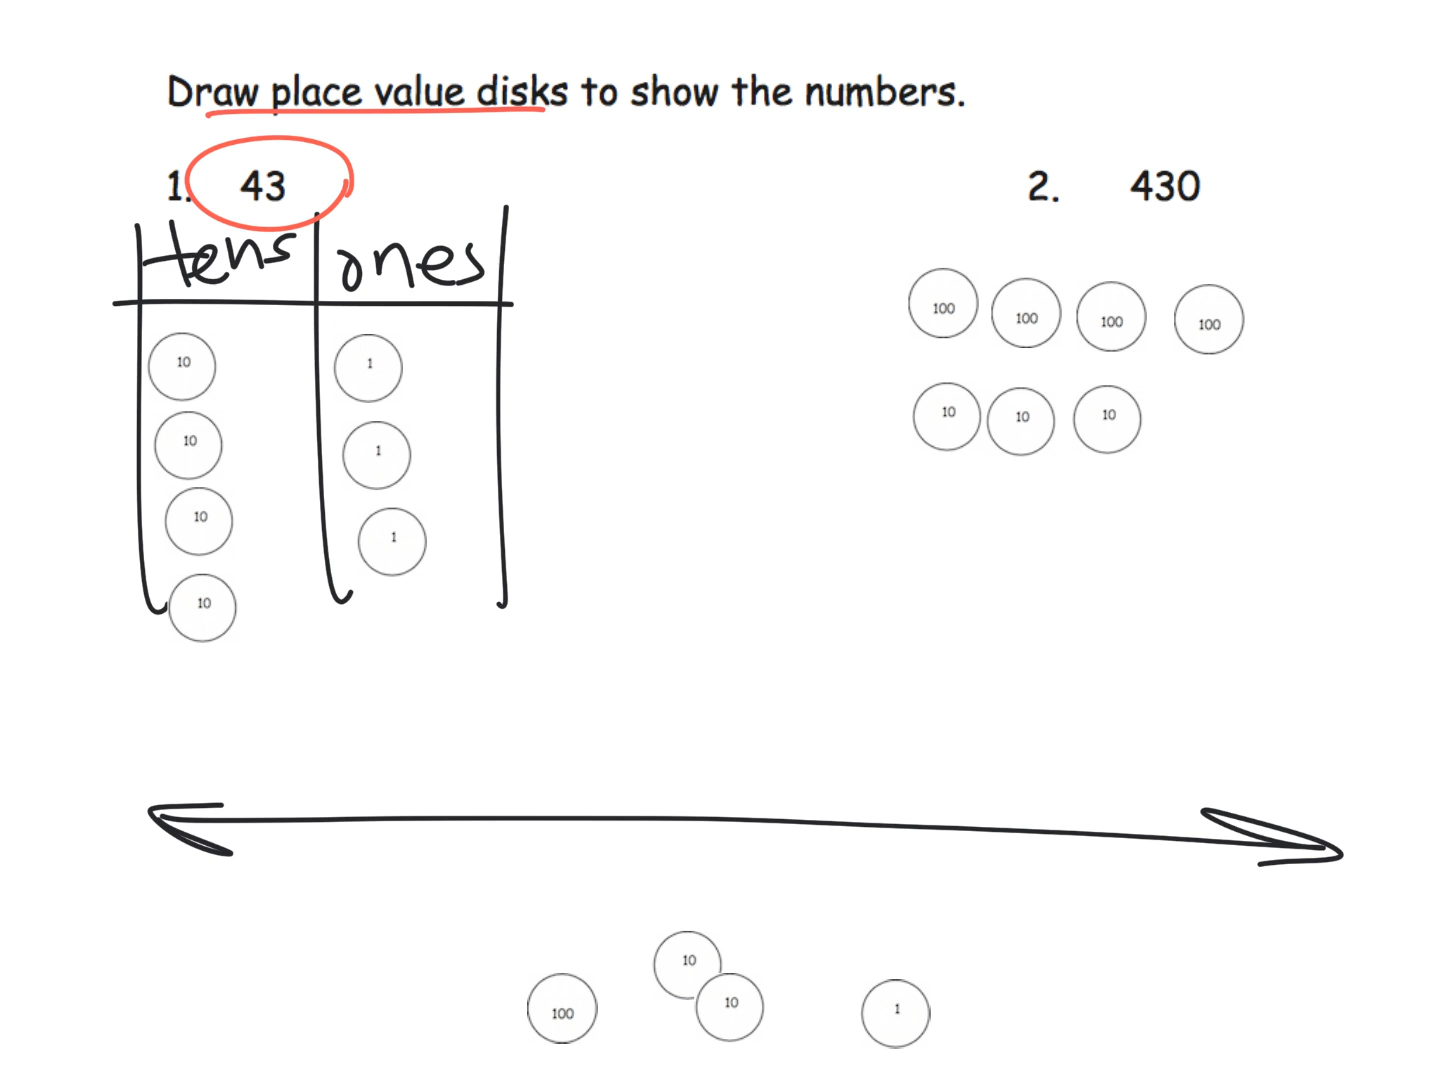 Draw place value disks to show the numbers.
1. 43
2. 430
tens ones
100 100 100 100
10 1
10 10 10
10 1
10 1
10
10
100 10 1